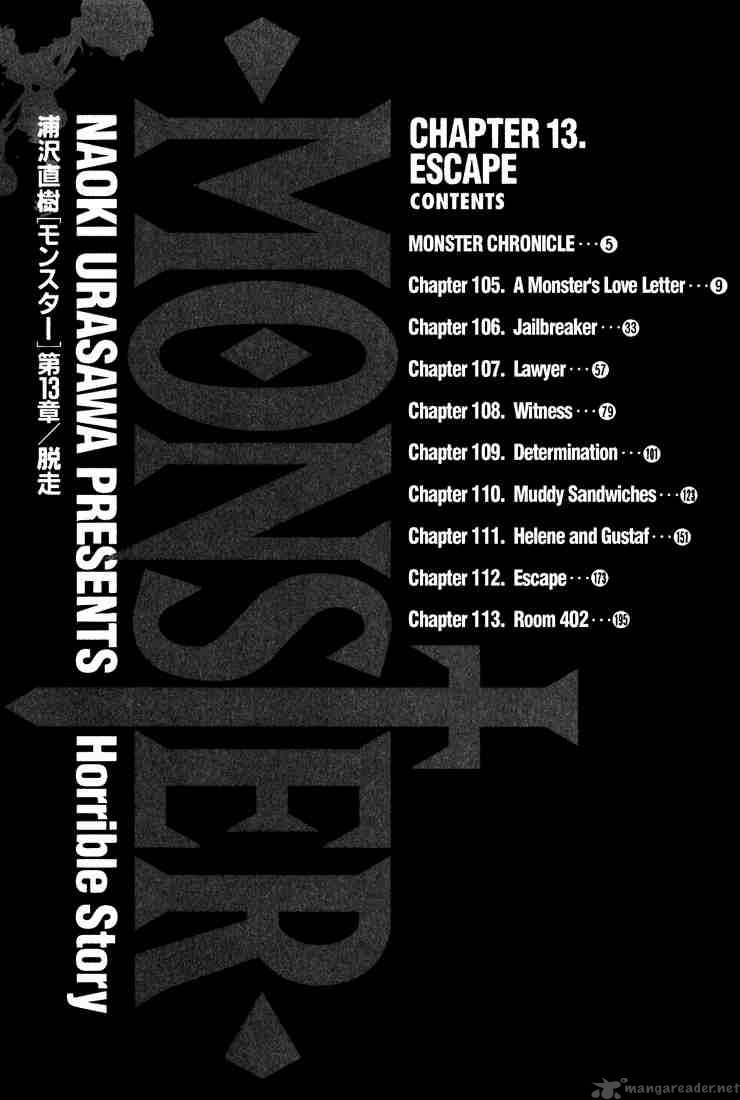 CHAPTER 13.
ESCAPE
CONTENTS
MONSTER CHRONICLE···5
Chapter 105. A Monster's Love Letter···9
Chapter 106. Jailbreaker···33
Chapter 107. Lawyer···57
Chapter 108. Witness···79
Chapter 109. Determination···101
Chapter 110. Muddy Sandwiches···123
Chapter 111. Helene and Gustaf···151
Chapter 112. Escape···173
Chapter 113. Room 402···195
MONSTER
NAOKI URASAWA PRESENTS Horrible Story
浦沢直樹[モンスター]第13章/脱走
mangareader.net